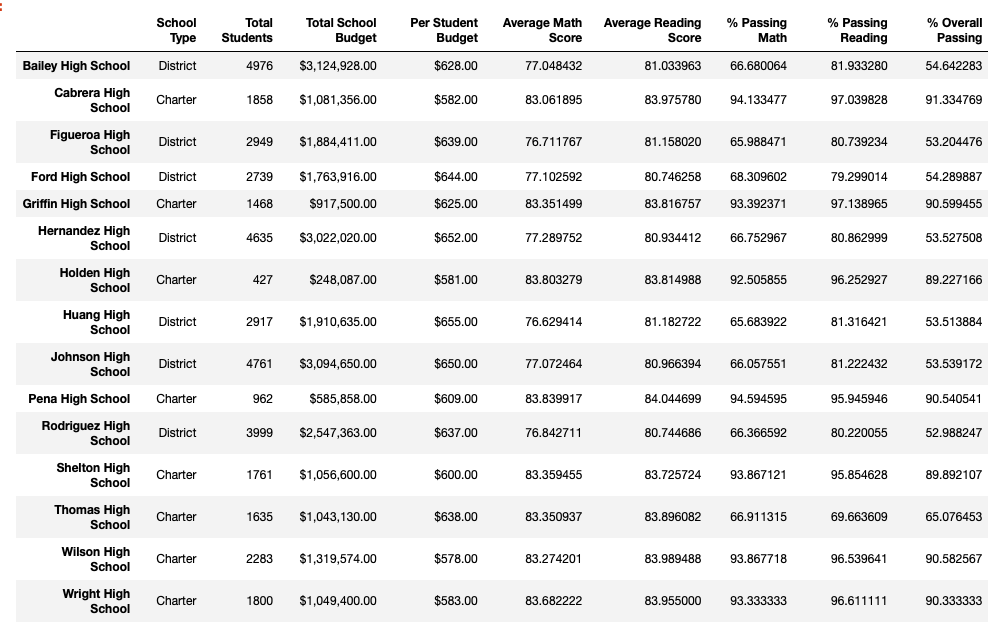 School Type Total Students Total School Budget Per Student Budget Average Math Score Average Reading Score % Passing Math % Passing Reading % Overall Passing
Bailey High School District 4976 $3,124,928.00 $628.00 77.048432 81.033963 66.680064 81.933280 54.642283
Cabrera High School Charter 1858 $1,081,356.00 $582.00 83.061895 83.975780 94.133477 97.039828 91.334769
Figueroa High School District 2949 $1,884,411.00 $639.00 76.711767 81.158020 65.988471 80.739234 53.204476
Ford High School District 2739 $1,763,916.00 $644.00 77.102592 80.746258 68.309602 79.299014 54.289887
Griffin High School Charter 1468 $917,500.00 $625.00 83.351499 83.816757 93.392371 97.138965 90.599455
Hernandez High School District 4635 $3,022,020.00 $652.00 77.289752 80.934412 66.752967 80.862999 53.527508
Holden High School Charter 427 $248,087.00 $581.00 83.803279 83.814988 92.505855 96.252927 89.227166
Huang High School District 2917 $1,910,635.00 $655.00 76.629414 81.182722 65.683922 81.316421 53.513884
Johnson High School District 4761 $3,094,650.00 $650.00 77.072464 80.966394 66.057551 81.222432 53.539172
Pena High School Charter 962 $585,858.00 $609.00 83.839917 84.044699 94.594595 95.945946 90.540541
Rodriguez High School District 3999 $2,547,363.00 $637.00 76.842711 80.744686 66.366592 80.220055 52.988247
Shelton High School Charter 1761 $1,056,600.00 $600.00 83.359455 83.725724 93.867121 95.854628 89.892107
Thomas High School Charter 1635 $1,043,130.00 $638.00 83.350937 83.896082 66.911315 69.663609 65.076453
Wilson High School Charter 2283 $1,319,574.00 $578.00 83.274201 83.989488 93.867718 96.539641 90.582567
Wright High School Charter 1800 $1,049,400.00 $583.00 83.682222 83.955000 93.333333 96.611111 90.333333